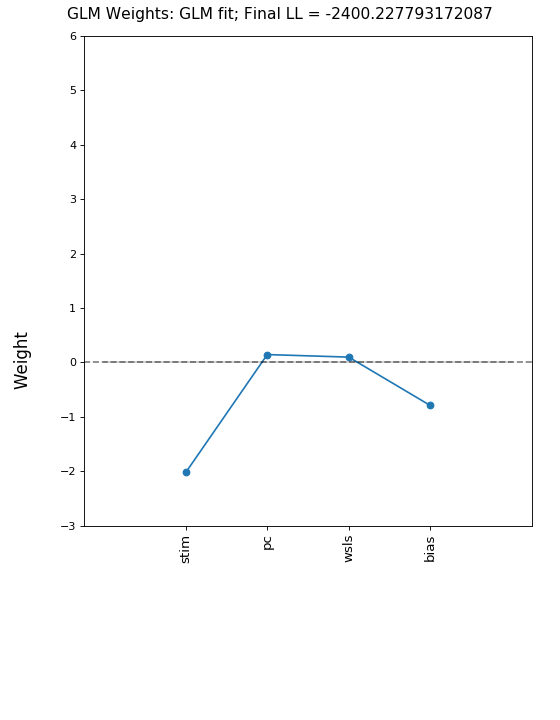 GLM Weights: GLM fit; Final LL = -2400.227793172087
6
5
4
3
2
1
0
−1
−2
−3
Weight
stim
pc
wsls
bias